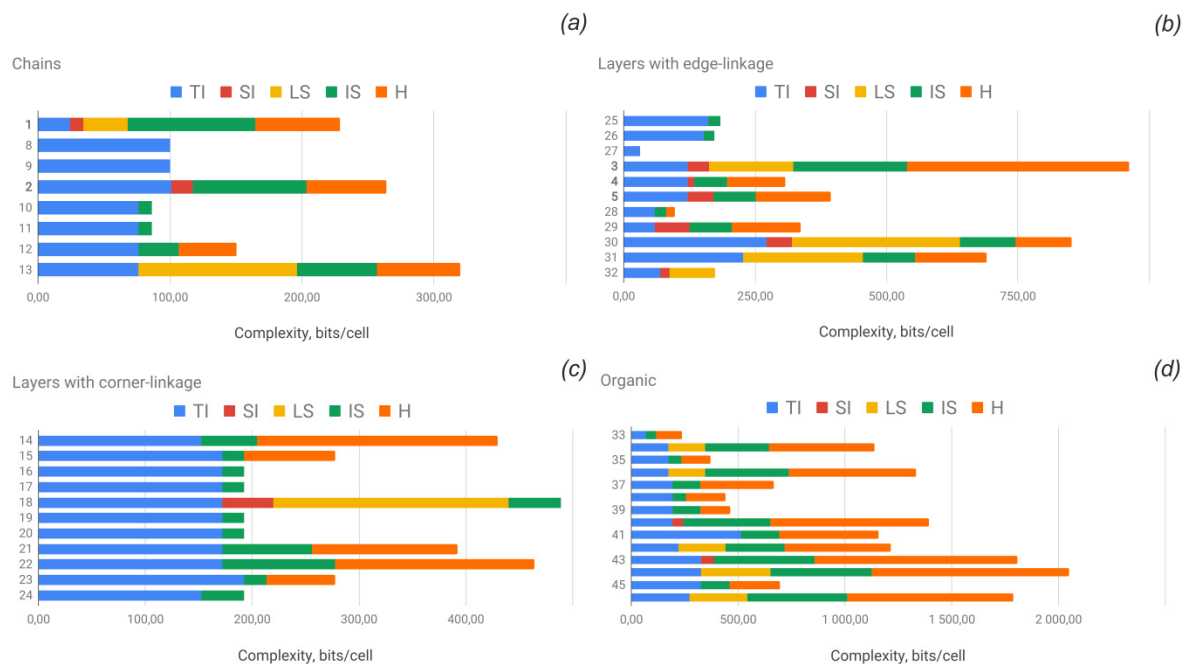 (a)
Chains
TI SI LS IS H
1
8
9
2
10
11
12
13
0,00 100,00 200,00 300,00
Complexity, bits/cell
(b)
Layers with edge-linkage
TI SI LS IS H
25
26
27
3
4
5
28
29
30
31
32
0,00 250,00 500,00 750,00
Complexity, bits/cell
(c)
Layers with corner-linkage
TI SI LS IS H
14
15
16
17
18
19
20
21
22
23
24
0,00 200,00 400,00
Complexity, bits/cell
(d)
Organic
TI SI LS IS H
33
35
37
39
41
43
45
0,00 500,00 1 000,00 1 500,00 2 000,00
Complexity, bits/cell